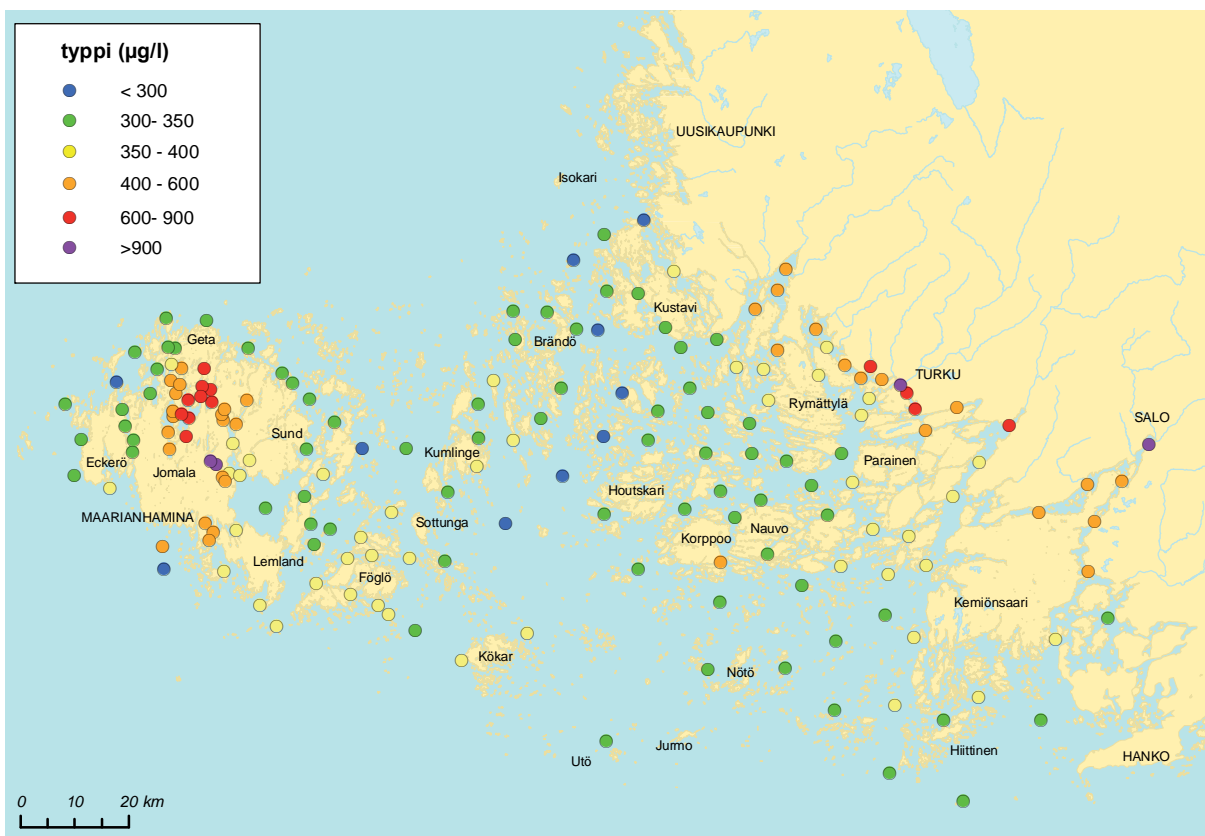 typpi (µg/l)
< 300
300- 350
350 - 400
400 - 600
600- 900
>900
UUSIKAUPUNKI
Isokari
Kustavi
Geta
Brändö
TURKU
Rymättylä
SALO
Sund
Kumlinge
Eckerö
Jomala
Parainen
Houtskari
MAARIANHAMINA
Sottunga
Nauvo
Korppoo
Lemland
Föglö
Kemiönsaari
Kökar
Nötö
Jurmo
Hiittinen
Utö
HANKO
0 10 20 km